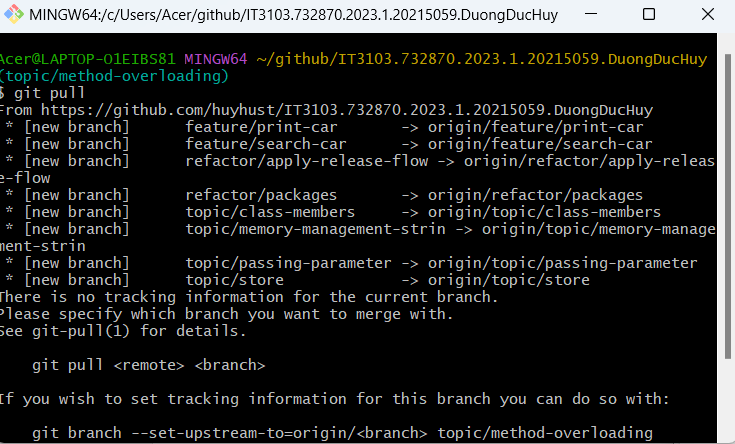 MINGW64:/c/Users/Acer/github/IT3103.732870.2023.1.20215059.DuongDucHuy
Acer@LAPTOP-O1EIBS81 MINGW64 ~/github/IT3103.732870.2023.1.20215059.DuongDucHuy
(topic/method-overloading)
$ git pull
From https://github.com/huyhust/IT3103.732870.2023.1.20215059.DuongDucHuy
 * [new branch]      feature/print-car       -> origin/feature/print-car
 * [new branch]      feature/search-car      -> origin/feature/search-car
 * [new branch]      refactor/apply-release-flow -> origin/refactor/apply-releas
e-flow
 * [new branch]      refactor/packages       -> origin/refactor/packages
 * [new branch]      topic/class-members     -> origin/topic/class-members
 * [new branch]      topic/memory-management-strin -> origin/topic/memory-manage
ment-strin
 * [new branch]      topic/passing-parameter -> origin/topic/passing-parameter
 * [new branch]      topic/store             -> origin/topic/store
There is no tracking information for the current branch.
Please specify which branch you want to merge with.
See git-pull(1) for details.
    git pull <remote> <branch>
If you wish to set tracking information for this branch you can do so with:
    git branch --set-upstream-to=origin/<branch> topic/method-overloading